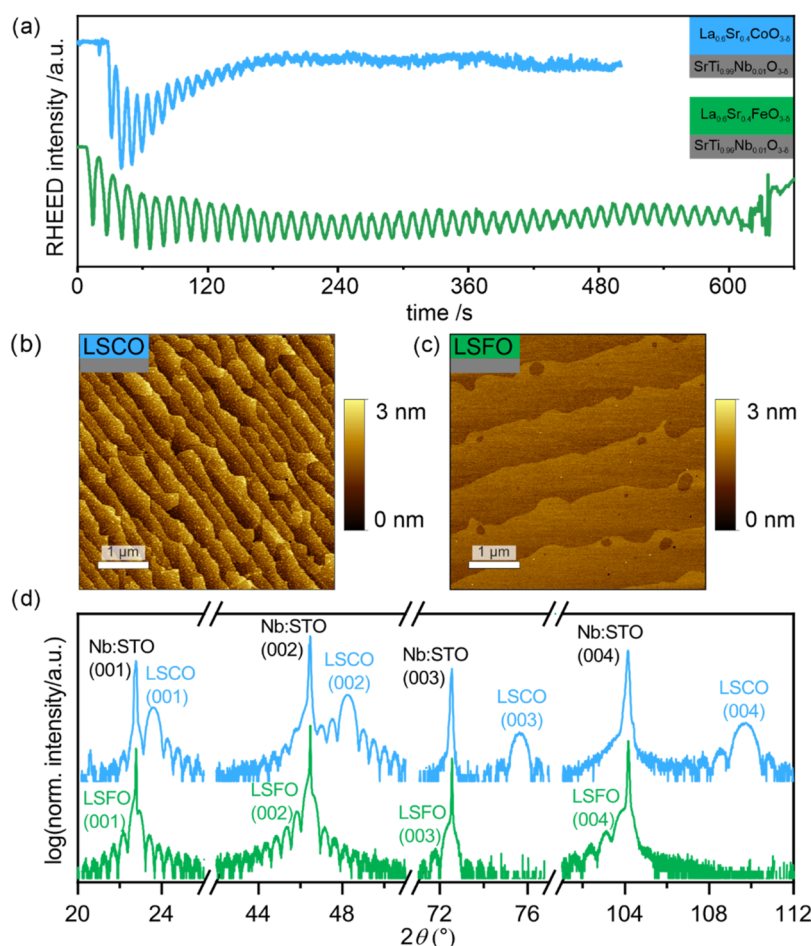 (a)
RHEED intensity /a.u.
La₀.₆Sr₀.₄CoO₃₋δ
SrTi₀.₉₉Nb₀.₀₁O₃₋δ
La₀.₆Sr₀.₄FeO₃₋δ
SrTi₀.₉₉Nb₀.₀₁O₃₋δ
0 120 240 360 480 600
time /s
(b)
LSCO
3 nm
0 nm
1 µm
(c)
LSFO
3 nm
0 nm
1 µm
(d)
log(norm. intensity/a.u.)
Nb:STO
(001)
LSCO
(001)
Nb:STO
(002)
LSCO
(002)
Nb:STO
(003)
LSCO
(003)
Nb:STO
(004)
LSCO
(004)
LSFO
(001)
LSFO
(002)
LSFO
(003)
LSFO
(004)
20 24 44 48 72 76 104 108 112
2θ (°)